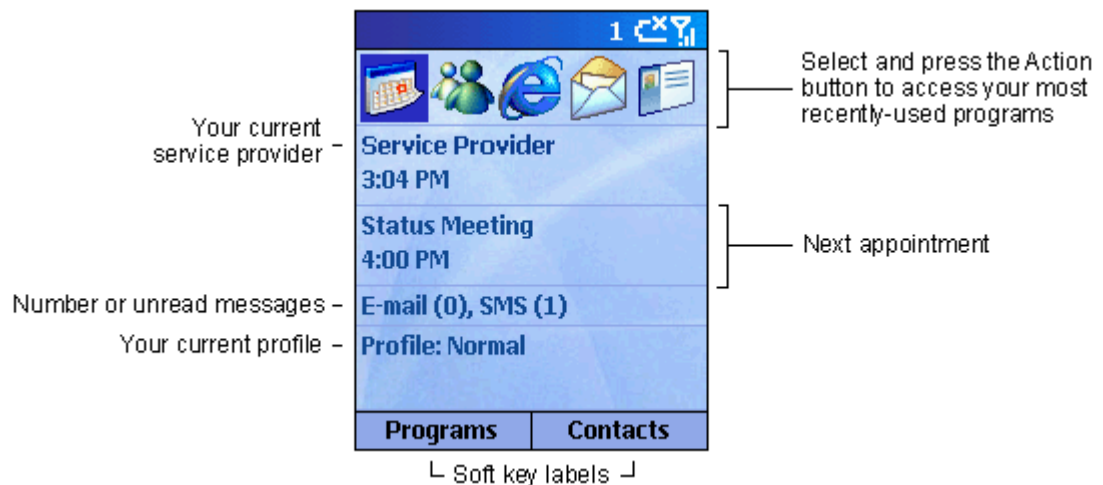 1
Select and press the Action
button to access your most
recently-used programs
Your current
service provider
Service Provider
3:04 PM
Status Meeting
4:00 PM
Next appointment
Number or unread messages
E-mail (0), SMS (1)
Your current profile
Profile: Normal
Programs
Contacts
Soft key labels